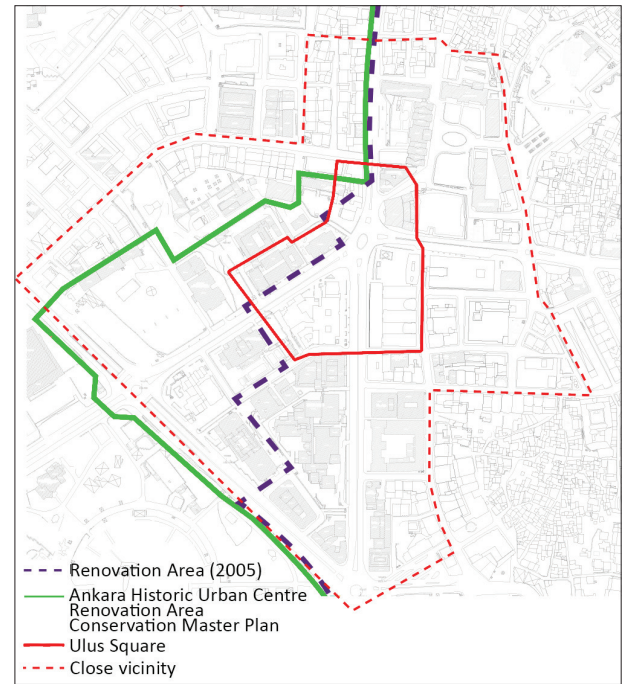 Renovation Area (2005)
Ankara Historic Urban Centre
Renovation Area
Conservation Master Plan
Ulus Square
Close vicinity